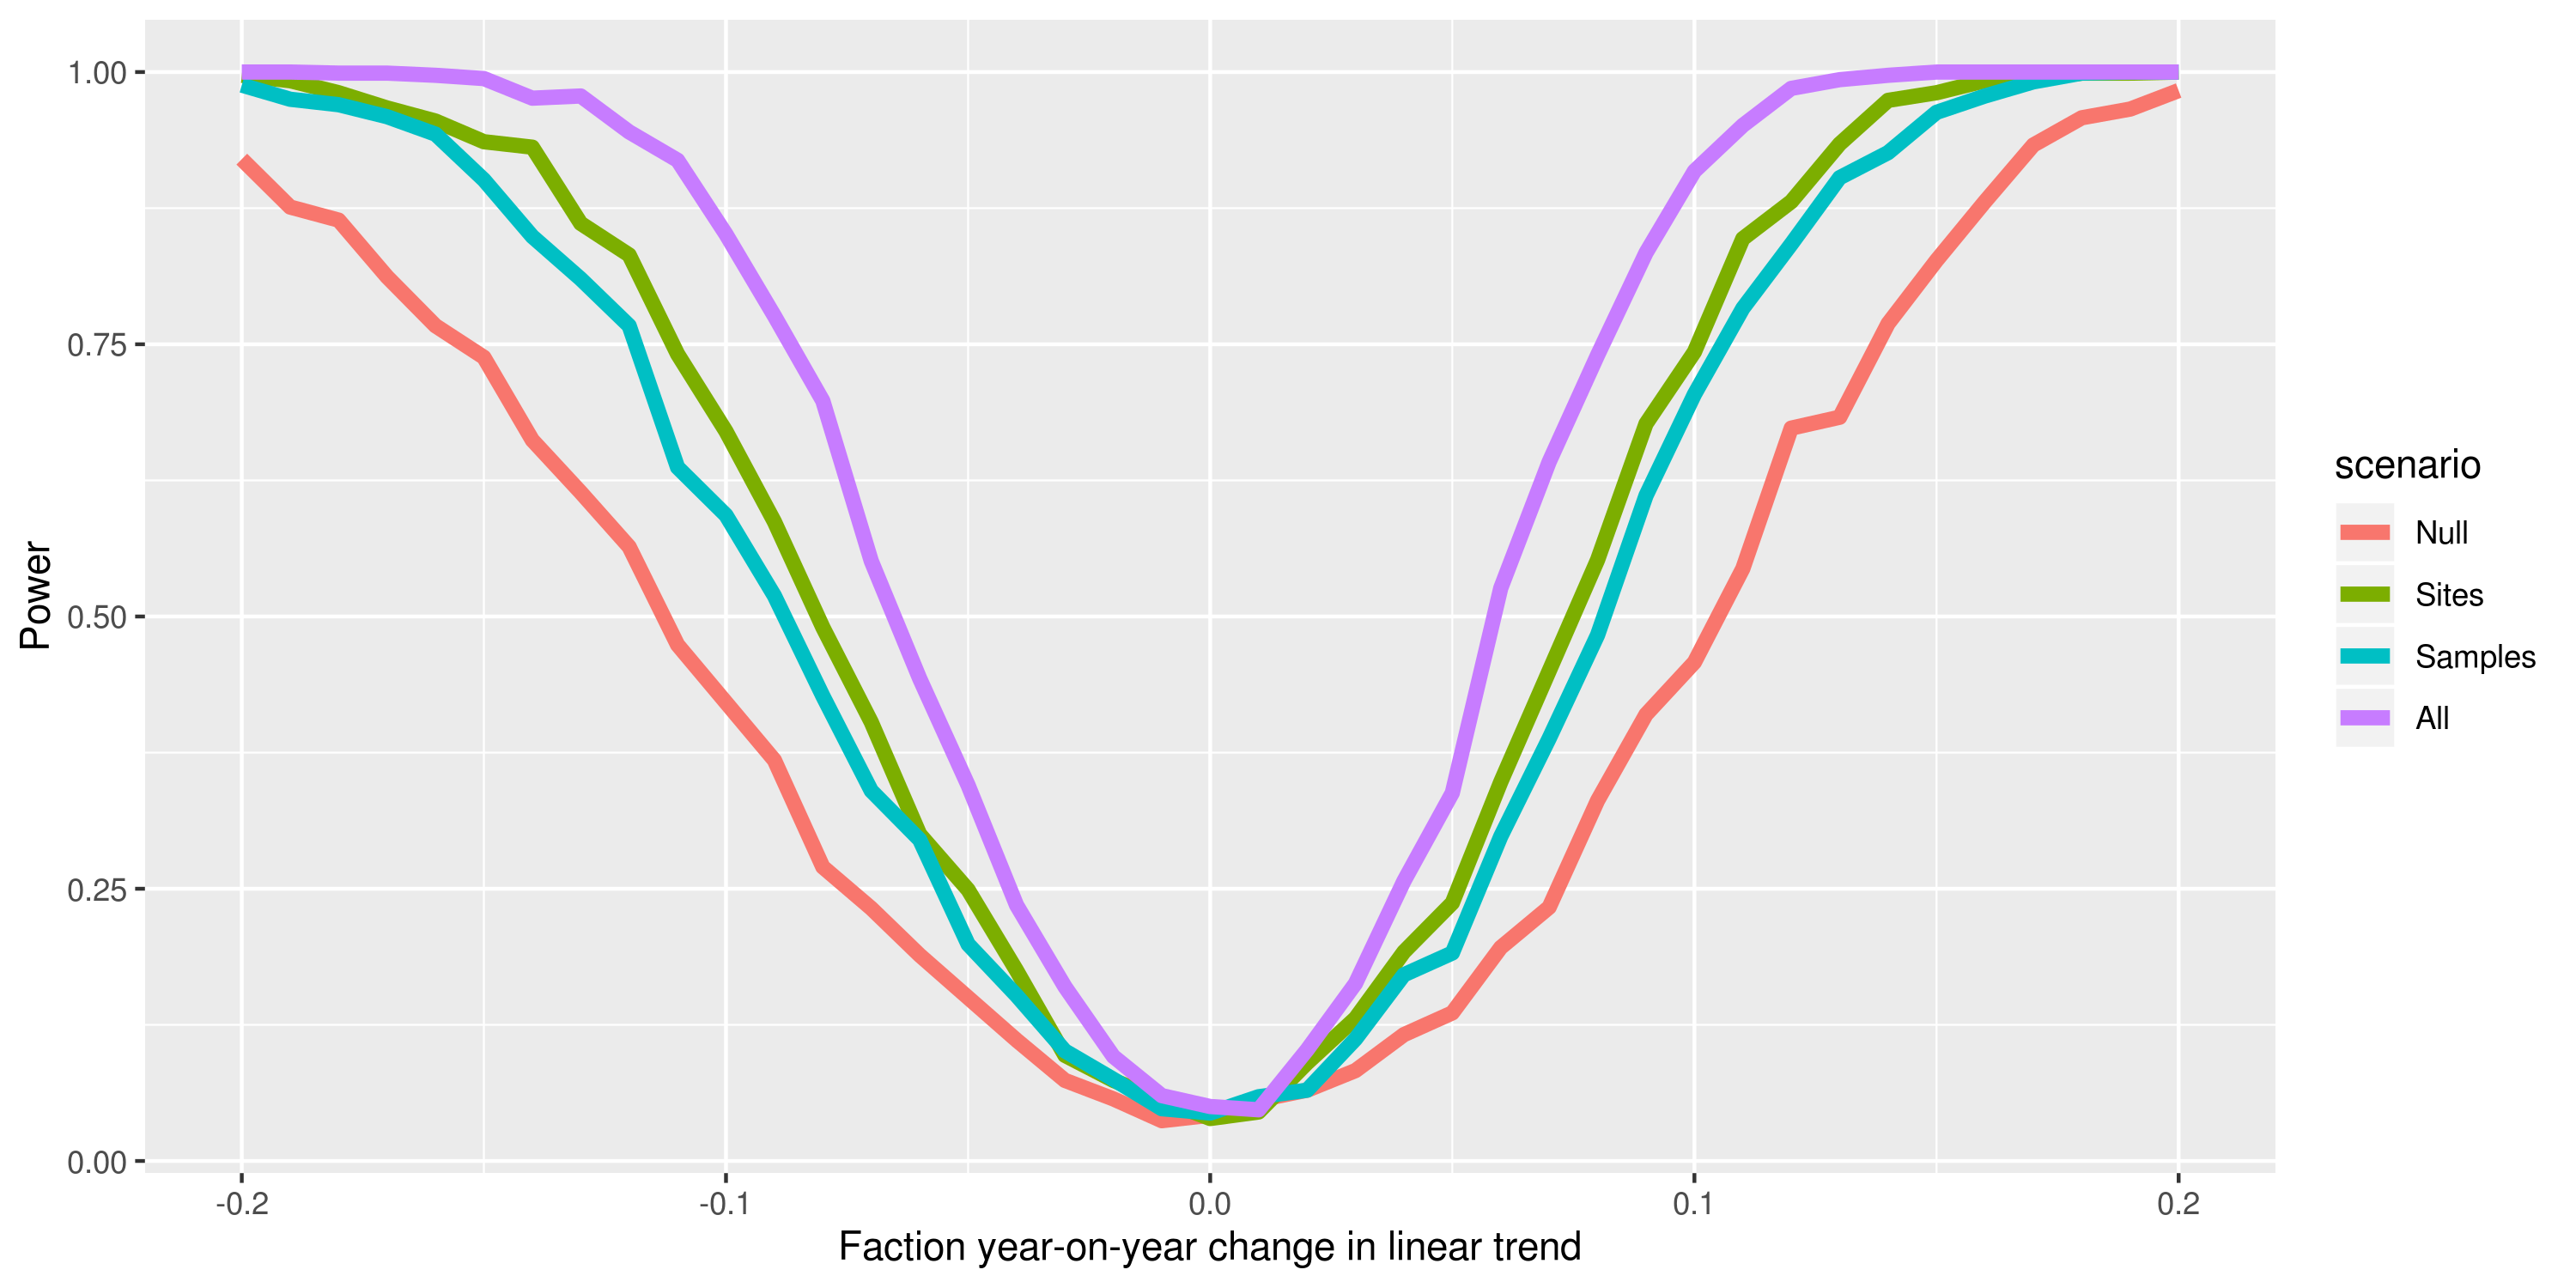 1.00
0.75
0.50
0.25
0.00
Power
-0.2
-0.1
0.0
0.1
0.2
Faction year-on-year change in linear trend
scenario
Null
Sites
Samples
All